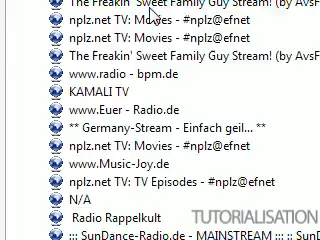 The Freakin' Sweet Family Guy Stream! (by AvsF
nplz.net TV: Movies - #nplz@efnet
nplz.net TV: Movies - #nplz@efnet
The Freakin' Sweet Family Guy Stream! (by AvsF
www.radio - bpm.de
KAMALI TV
www.Euer - Radio.de
** Germany-Stream - Einfach geil... **
nplz.net TV: Movies - #nplz@efnet
www.Music-Joy.de
nplz.net TV: TV Episodes - #nplz@efnet
N/A
Radio Rappelkult
TUTORIALISATION
::: SunDance-Radio.de - MAINSTREAM ::: :: Sund